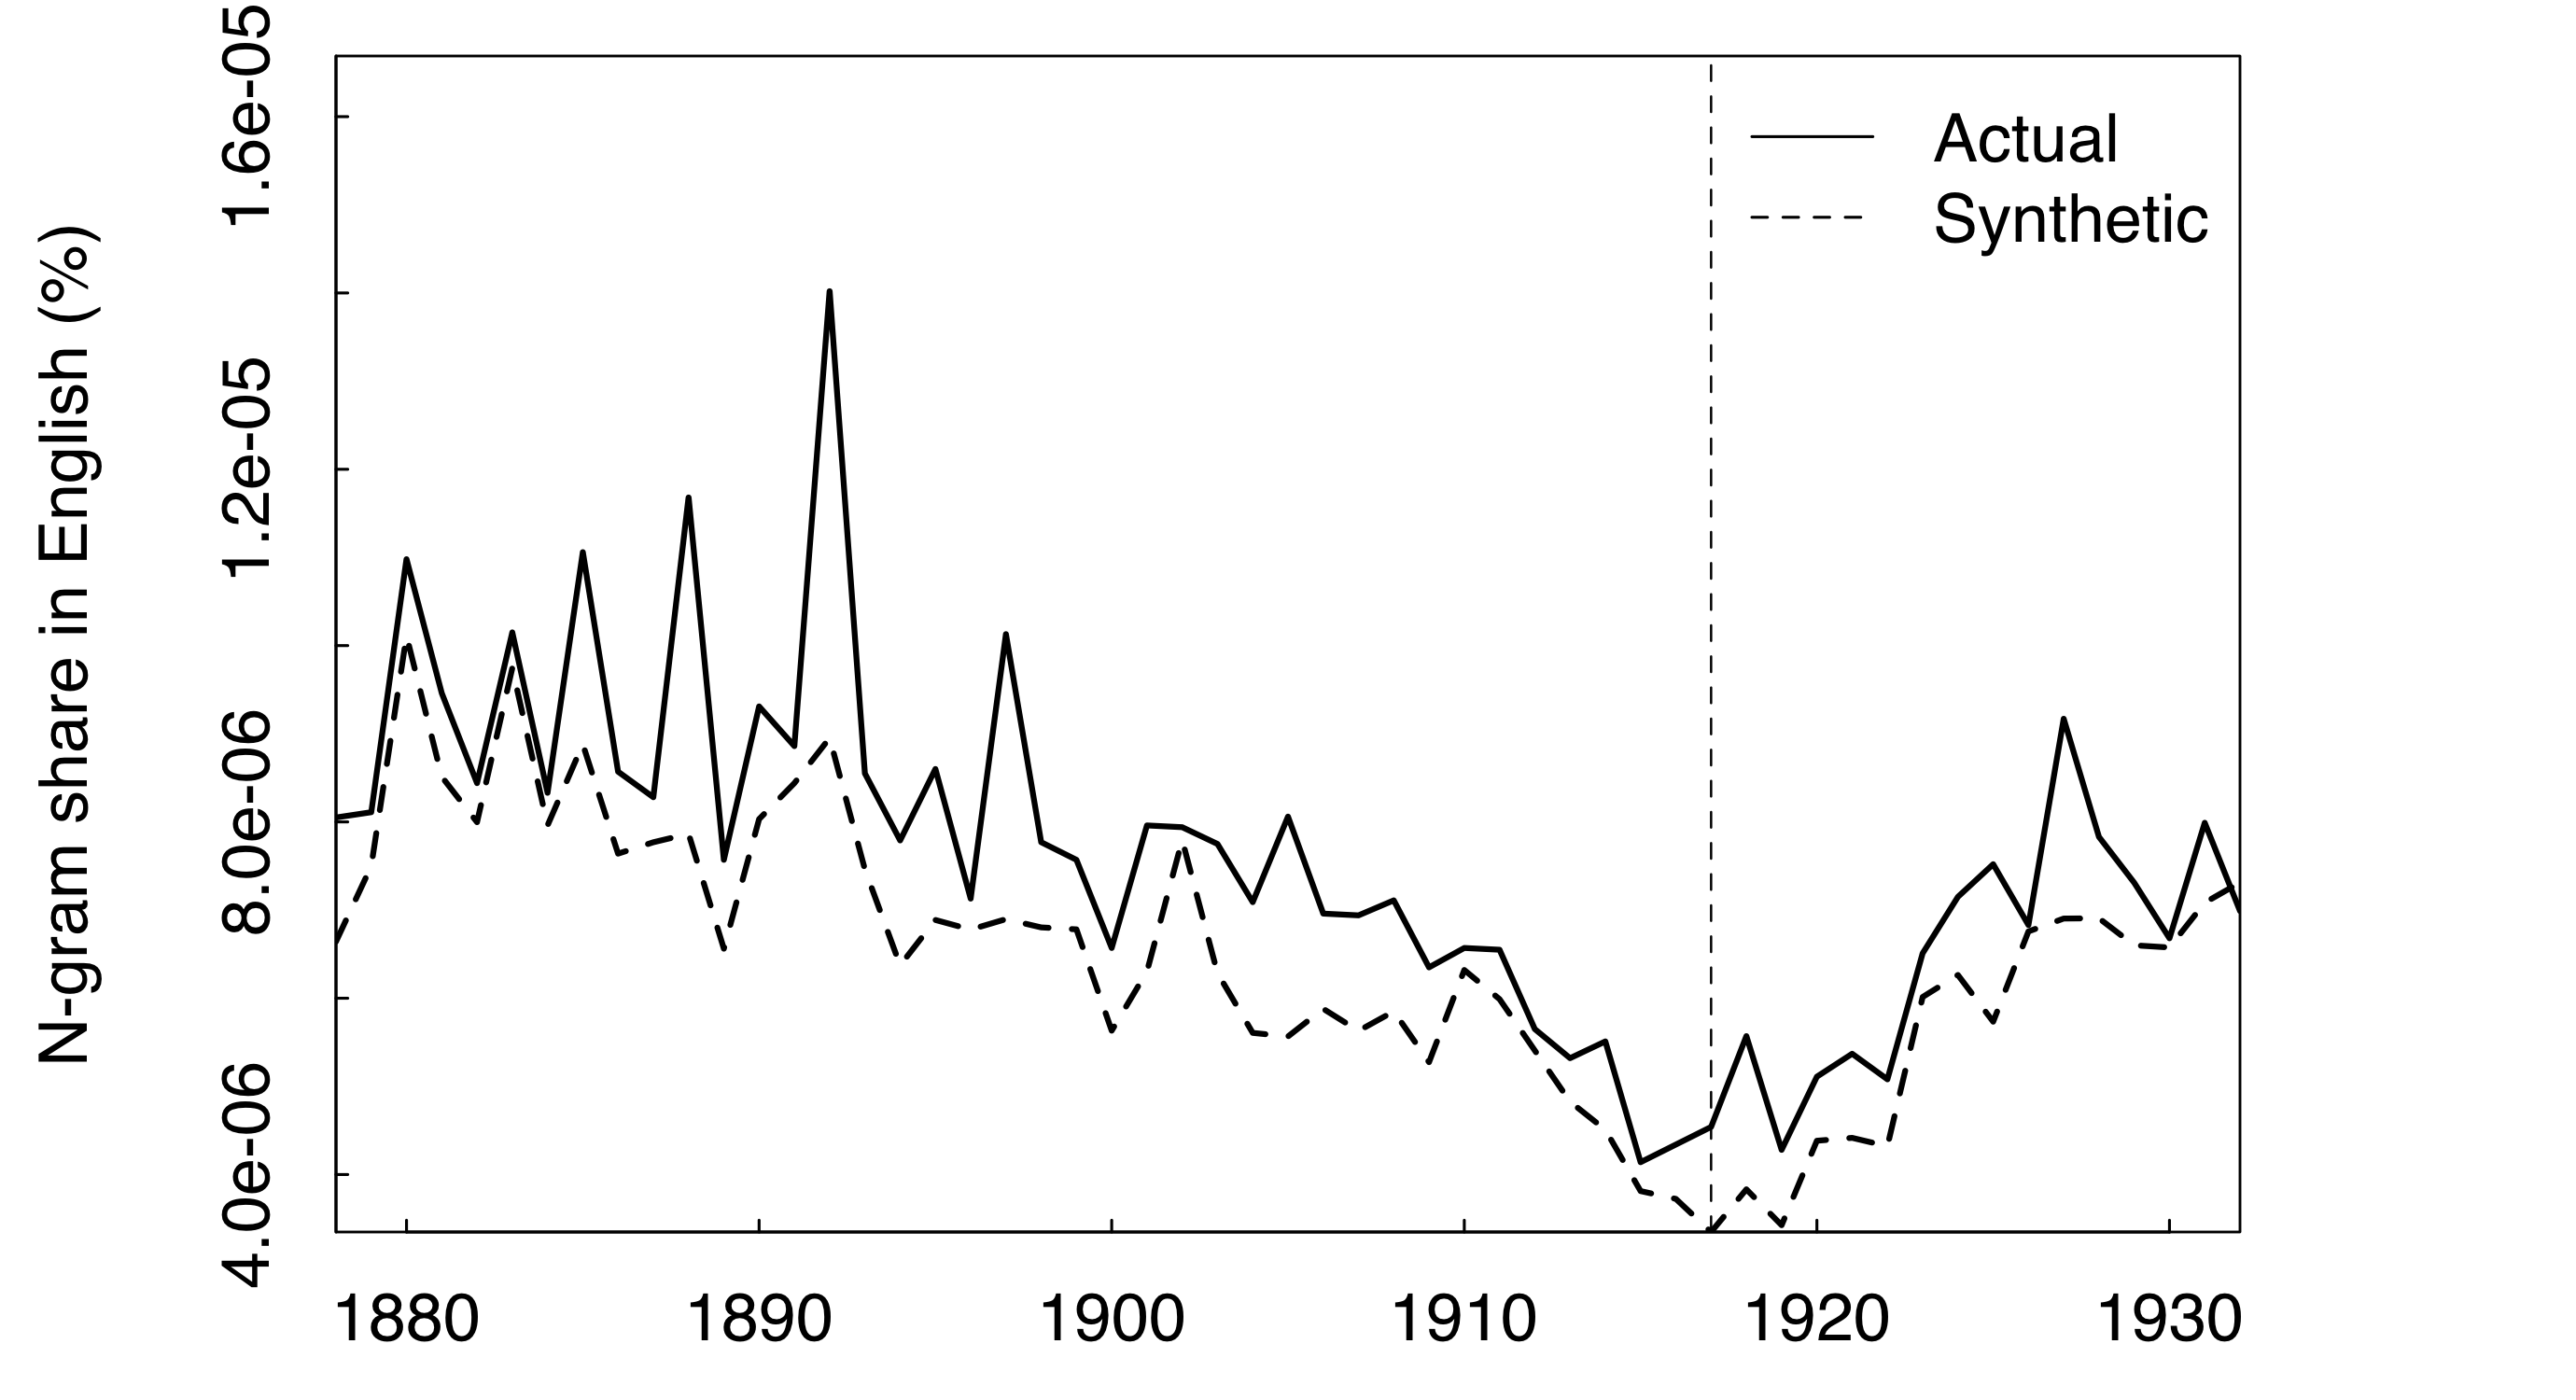 N-gram share in English (%)
1.6e-05
1.2e-05
8.0e-06
4.0e-06
Actual
Synthetic
1880 1890 1900 1910 1920 1930